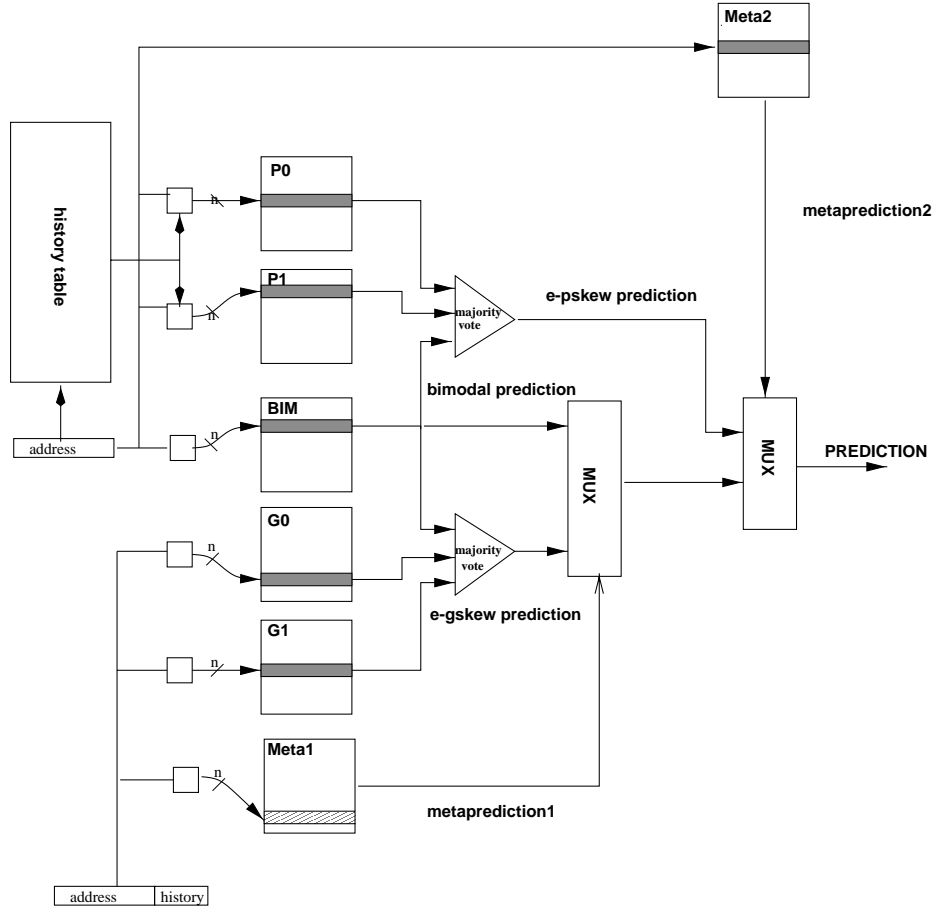 Meta2
metaprediction2
history table
n
P0
n
P1
majority
vote
e-pskew prediction
bimodal prediction
address
n
BIM
MUX
MUX
PREDICTION
n
G0
majority
vote
e-gskew prediction
n
G1
n
Meta1
metaprediction1
address
history